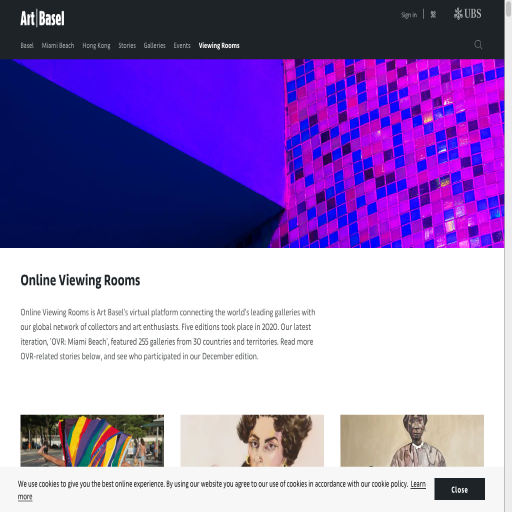 Art Basel
Sign in
繁
UBS
Basel Miami Beach Hong Kong Stories Galleries Events Viewing Rooms
Online Viewing Rooms
Online Viewing Rooms is Art Basel's virtual platform connecting the world's leading galleries with
our global network of collectors and art enthusiasts. Five editions took place in 2020. Our latest
iteration, 'OVR: Miami Beach', featured 255 galleries from 30 countries and territories. Read more
OVR-related stories below, and see who participated in our December edition.
We use cookies to give you the best online experience. By using our website you agree to our use of cookies in accordance with our cookie policy. Learn
more
Close